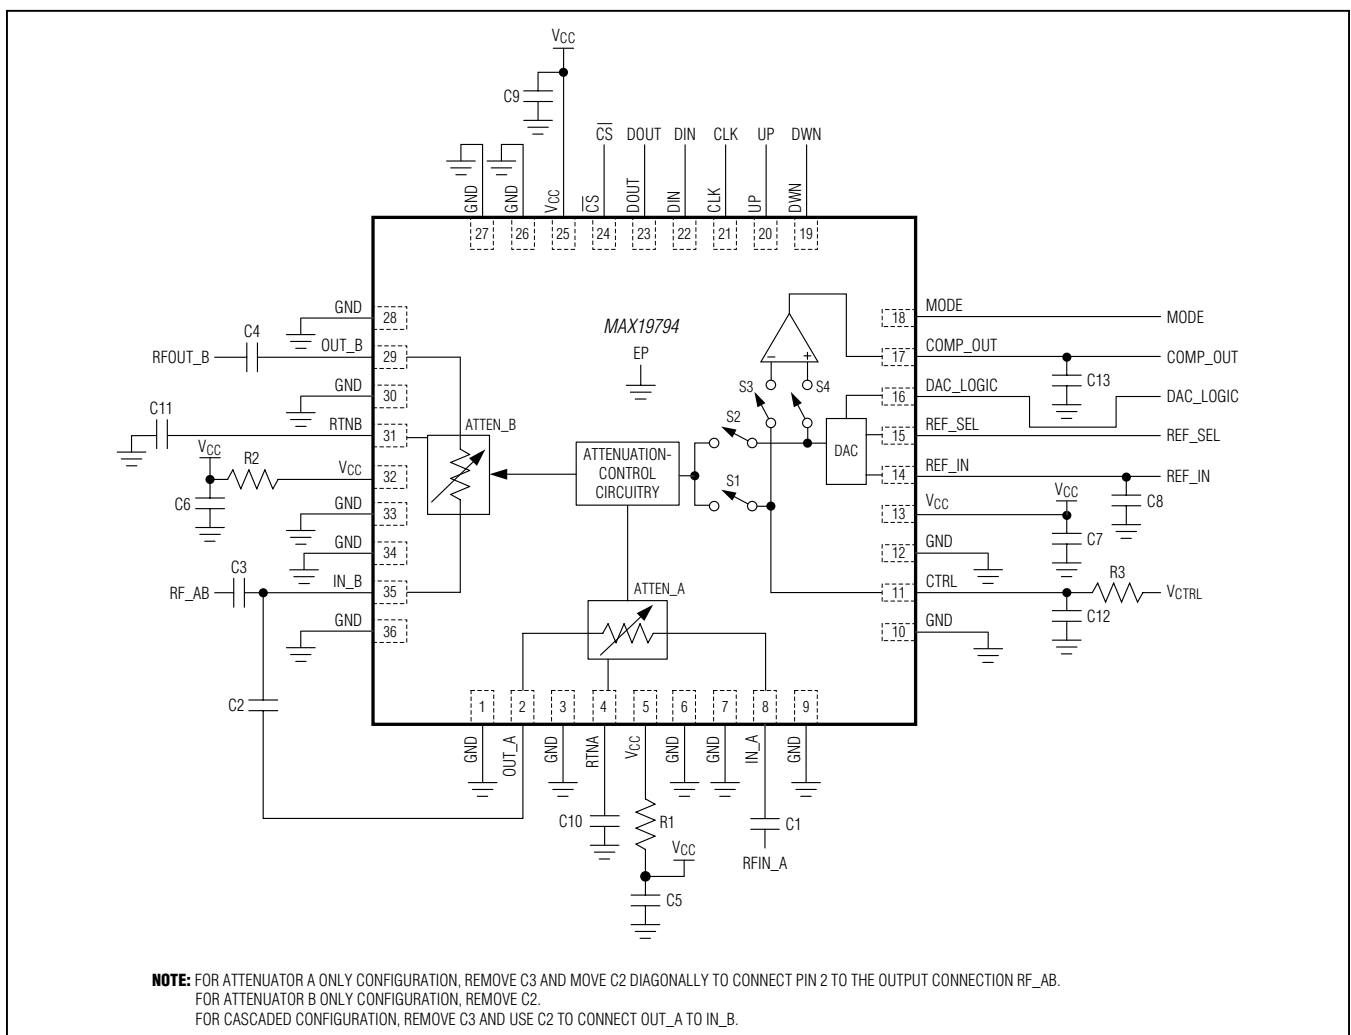 VCC
C9
CS DOUT DIN CLK UP DWN
GND GND VCC CS DOUT DIN CLK UP DWN
27 26 25 24 23 22 21 20 19
GND
28
C4
OUT_B
RFOUT_B
29
GND
30
C11
RTNB
31
VCC
R2
VCC
32
C6
GND
33
GND
34
C3
IN_B
RF_AB
35
GND
36
C2
MAX19794
EP
ATTEN_B
ATTENUATION-
CONTROL
CIRCUITRY
ATTEN_A
S3
S4
S2
S1
DAC
–
+
MODE
18
MODE
COMP_OUT
17
COMP_OUT
C13
DAC_LOGIC
16
DAC_LOGIC
REF_SEL
15
REF_SEL
REF_IN
14
REF_IN
C8
VCC
13
VCC
C7
GND
12
CTRL
11
R3
VCTRL
C12
GND
10
1 2 3 4 5 6 7 8 9
GND OUT_A GND RTNA VCC GND GND IN_A GND
C10
R1
C1
RFIN_A
VCC
C5
NOTE: FOR ATTENUATOR A ONLY CONFIGURATION, REMOVE C3 AND MOVE C2 DIAGONALLY TO CONNECT PIN 2 TO THE OUTPUT CONNECTION RF_AB.
FOR ATTENUATOR B ONLY CONFIGURATION, REMOVE C2.
FOR CASCADED CONFIGURATION, REMOVE C3 AND USE C2 TO CONNECT OUT_A TO IN_B.